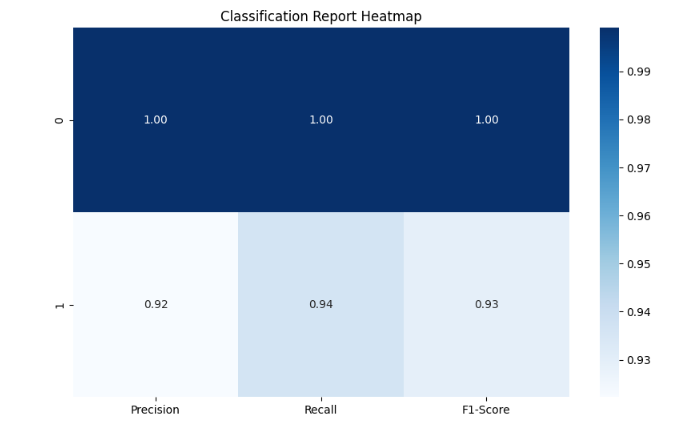 Classification Report Heatmap
0
1.00 1.00 1.00
1
0.92 0.94 0.93
Precision Recall F1-Score
0.99
0.98
0.97
0.96
0.95
0.94
0.93